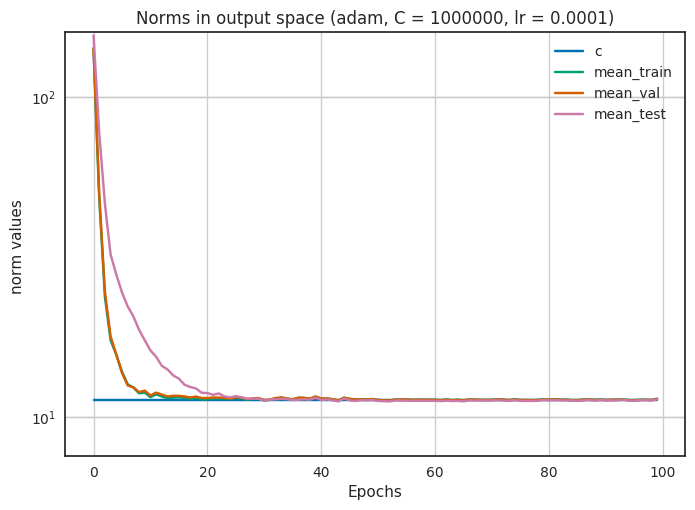 Norms in output space (adam, C = 1000000, lr = 0.0001)
norm values
10²
10¹
c
mean_train
mean_val
mean_test
0 20 40 60 80 100
Epochs